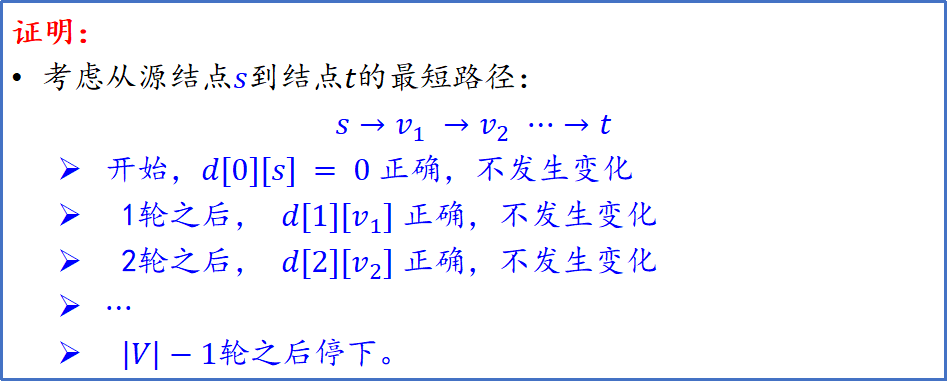 证明：
• 考虑从源结点s到结点t的最短路径：
s → v₁ → v₂ ⋯ → t
➢ 开始，d[0][s] = 0 正确，不发生变化
➢ 1轮之后， d[1][v₁] 正确，不发生变化
➢ 2轮之后， d[2][v₂] 正确，不发生变化
➢ ⋯
➢ |V| − 1轮之后停下。